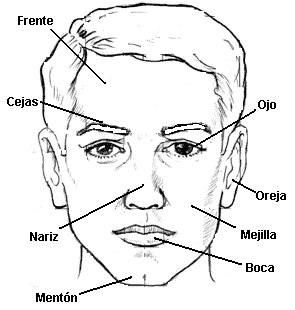 Frente
Cejas
Ojo
Oreja
Nariz
Mejilla
Boca
Mentón